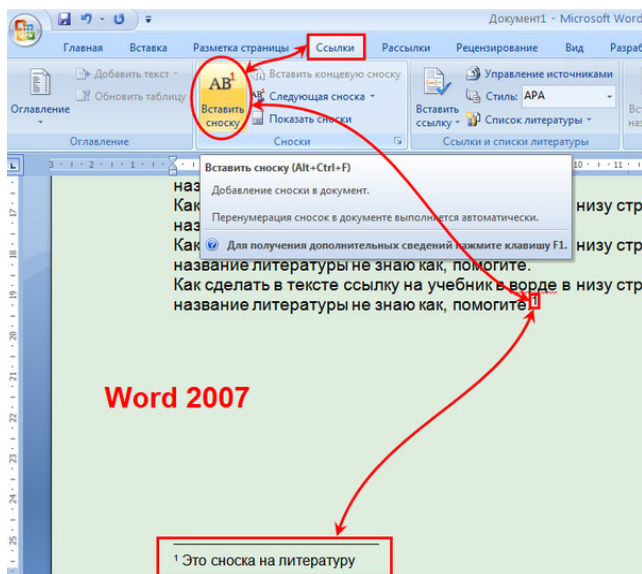 Документ1 - Microsoft Word
Главная Вставка Разметка страницы Ссылки Рассылки Рецензирование Вид Разраб
Оглавление
Добавить текст
Обновить таблицу
Оглавление
AB1
Вставить сноску
Вставить концевую сноску
Следующая сноска
Показать сноски
Сноски
Вставить ссылку
Управление источниками
Стиль: APA
Список литературы
Ссылки и списки литературы
Вставить сноску (Alt+Ctrl+F)
Добавление сноски в документ.
Перенумерация сносок в документе выполняется автоматически.
Для получения дополнительных сведений нажмите клавишу F1.
наз
Как низу стр
наз
Как низу стр
название литературы не знаю как, помогите.
Как сделать в тексте ссылку на учебник в ворде в низу стр
название литературы не знаю как, помогите.1
Word 2007
1 Это сноска на литературу